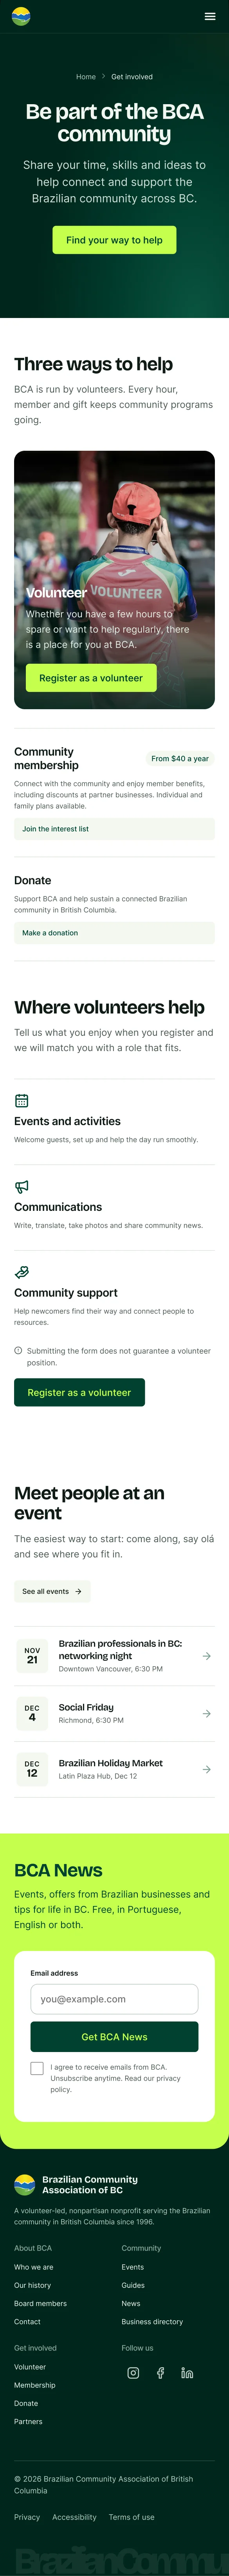 Home > Get involved
Be part of the BCA
community
Share your time, skills and ideas to
help connect and support the
Brazilian community across BC.
Find your way to help
Three ways to help
BCA is run by volunteers. Every hour,
member and gift keeps community programs
going.
VOLUNTEER
Volunteer
Whether you have a few hours to
spare or want to help regularly, there
is a place for you at BCA.
Register as a volunteer
Community
membership
From $40 a year
Connect with the community and enjoy member benefits,
including discounts at partner businesses. Individual and
family plans available.
Join the interest list
Donate
Support BCA and help sustain a connected Brazilian
community in British Columbia.
Make a donation
Where volunteers help
Tell us what you enjoy when you register and
we will match you with a role that fits.
Events and activities
Welcome guests, set up and help the day run smoothly.
Communications
Write, translate, take photos and share community news.
Community support
Help newcomers find their way and connect people to
resources.
Submitting the form does not guarantee a volunteer
position.
Register as a volunteer
Meet people at an
event
The easiest way to start: come along, say olá
and see where you fit in.
See all events →
NOV
21
Brazilian professionals in BC:
networking night
Downtown Vancouver, 6:30 PM
DEC
4
Social Friday
Richmond, 6:30 PM
DEC
12
Brazilian Holiday Market
Latin Plaza Hub, Dec 12
BCA News
Events, offers from Brazilian businesses and
tips for life in BC. Free, in Portuguese,
English or both.
Email address
you@example.com
Get BCA News
I agree to receive emails from BCA.
Unsubscribe anytime. Read our privacy
policy.
Brazilian Community
Association of BC
A volunteer-led, nonpartisan nonprofit serving the Brazilian
community in British Columbia since 1996.
About BCA
Who we are
Our history
Board members
Contact
Community
Events
Guides
News
Business directory
Get involved
Volunteer
Membership
Donate
Partners
Follow us
© 2026 Brazilian Community Association of British
Columbia
Privacy Accessibility Terms of use